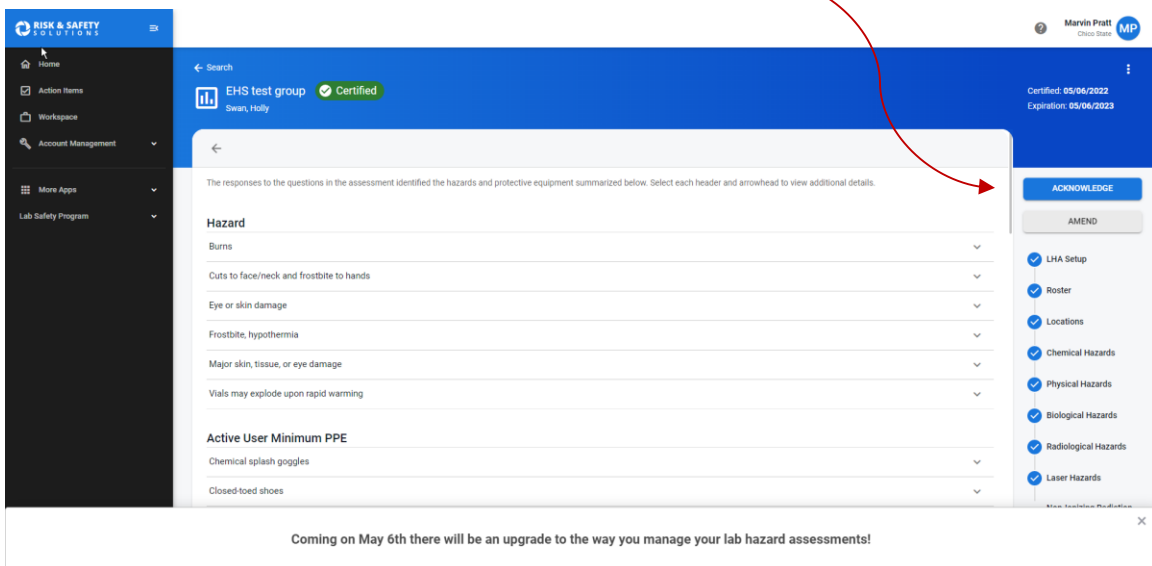 RISK & SAFETY
SOLUTIONS
Marvin Pratt
Chico State
MP
Home
Action Items
Workspace
Account Management
More Apps
Lab Safety Program
← Search
EHS test group
Certified
Swan, Holly
Certified: 05/06/2022
Expiration: 05/06/2023
The responses to the questions in the assessment identified the hazards and protective equipment summarized below. Select each header and arrowhead to view additional details.
Hazard
Burns
Cuts to face/neck and frostbite to hands
Eye or skin damage
Frostbite, hypothermia
Major skin, tissue, or eye damage
Vials may explode upon rapid warming
Active User Minimum PPE
Chemical splash goggles
Closed-toed shoes
ACKNOWLEDGE
AMEND
LHA Setup
Roster
Locations
Chemical Hazards
Physical Hazards
Biological Hazards
Radiological Hazards
Laser Hazards
Non-Ionizing Radiation
Coming on May 6th there will be an upgrade to the way you manage your lab hazard assessments!